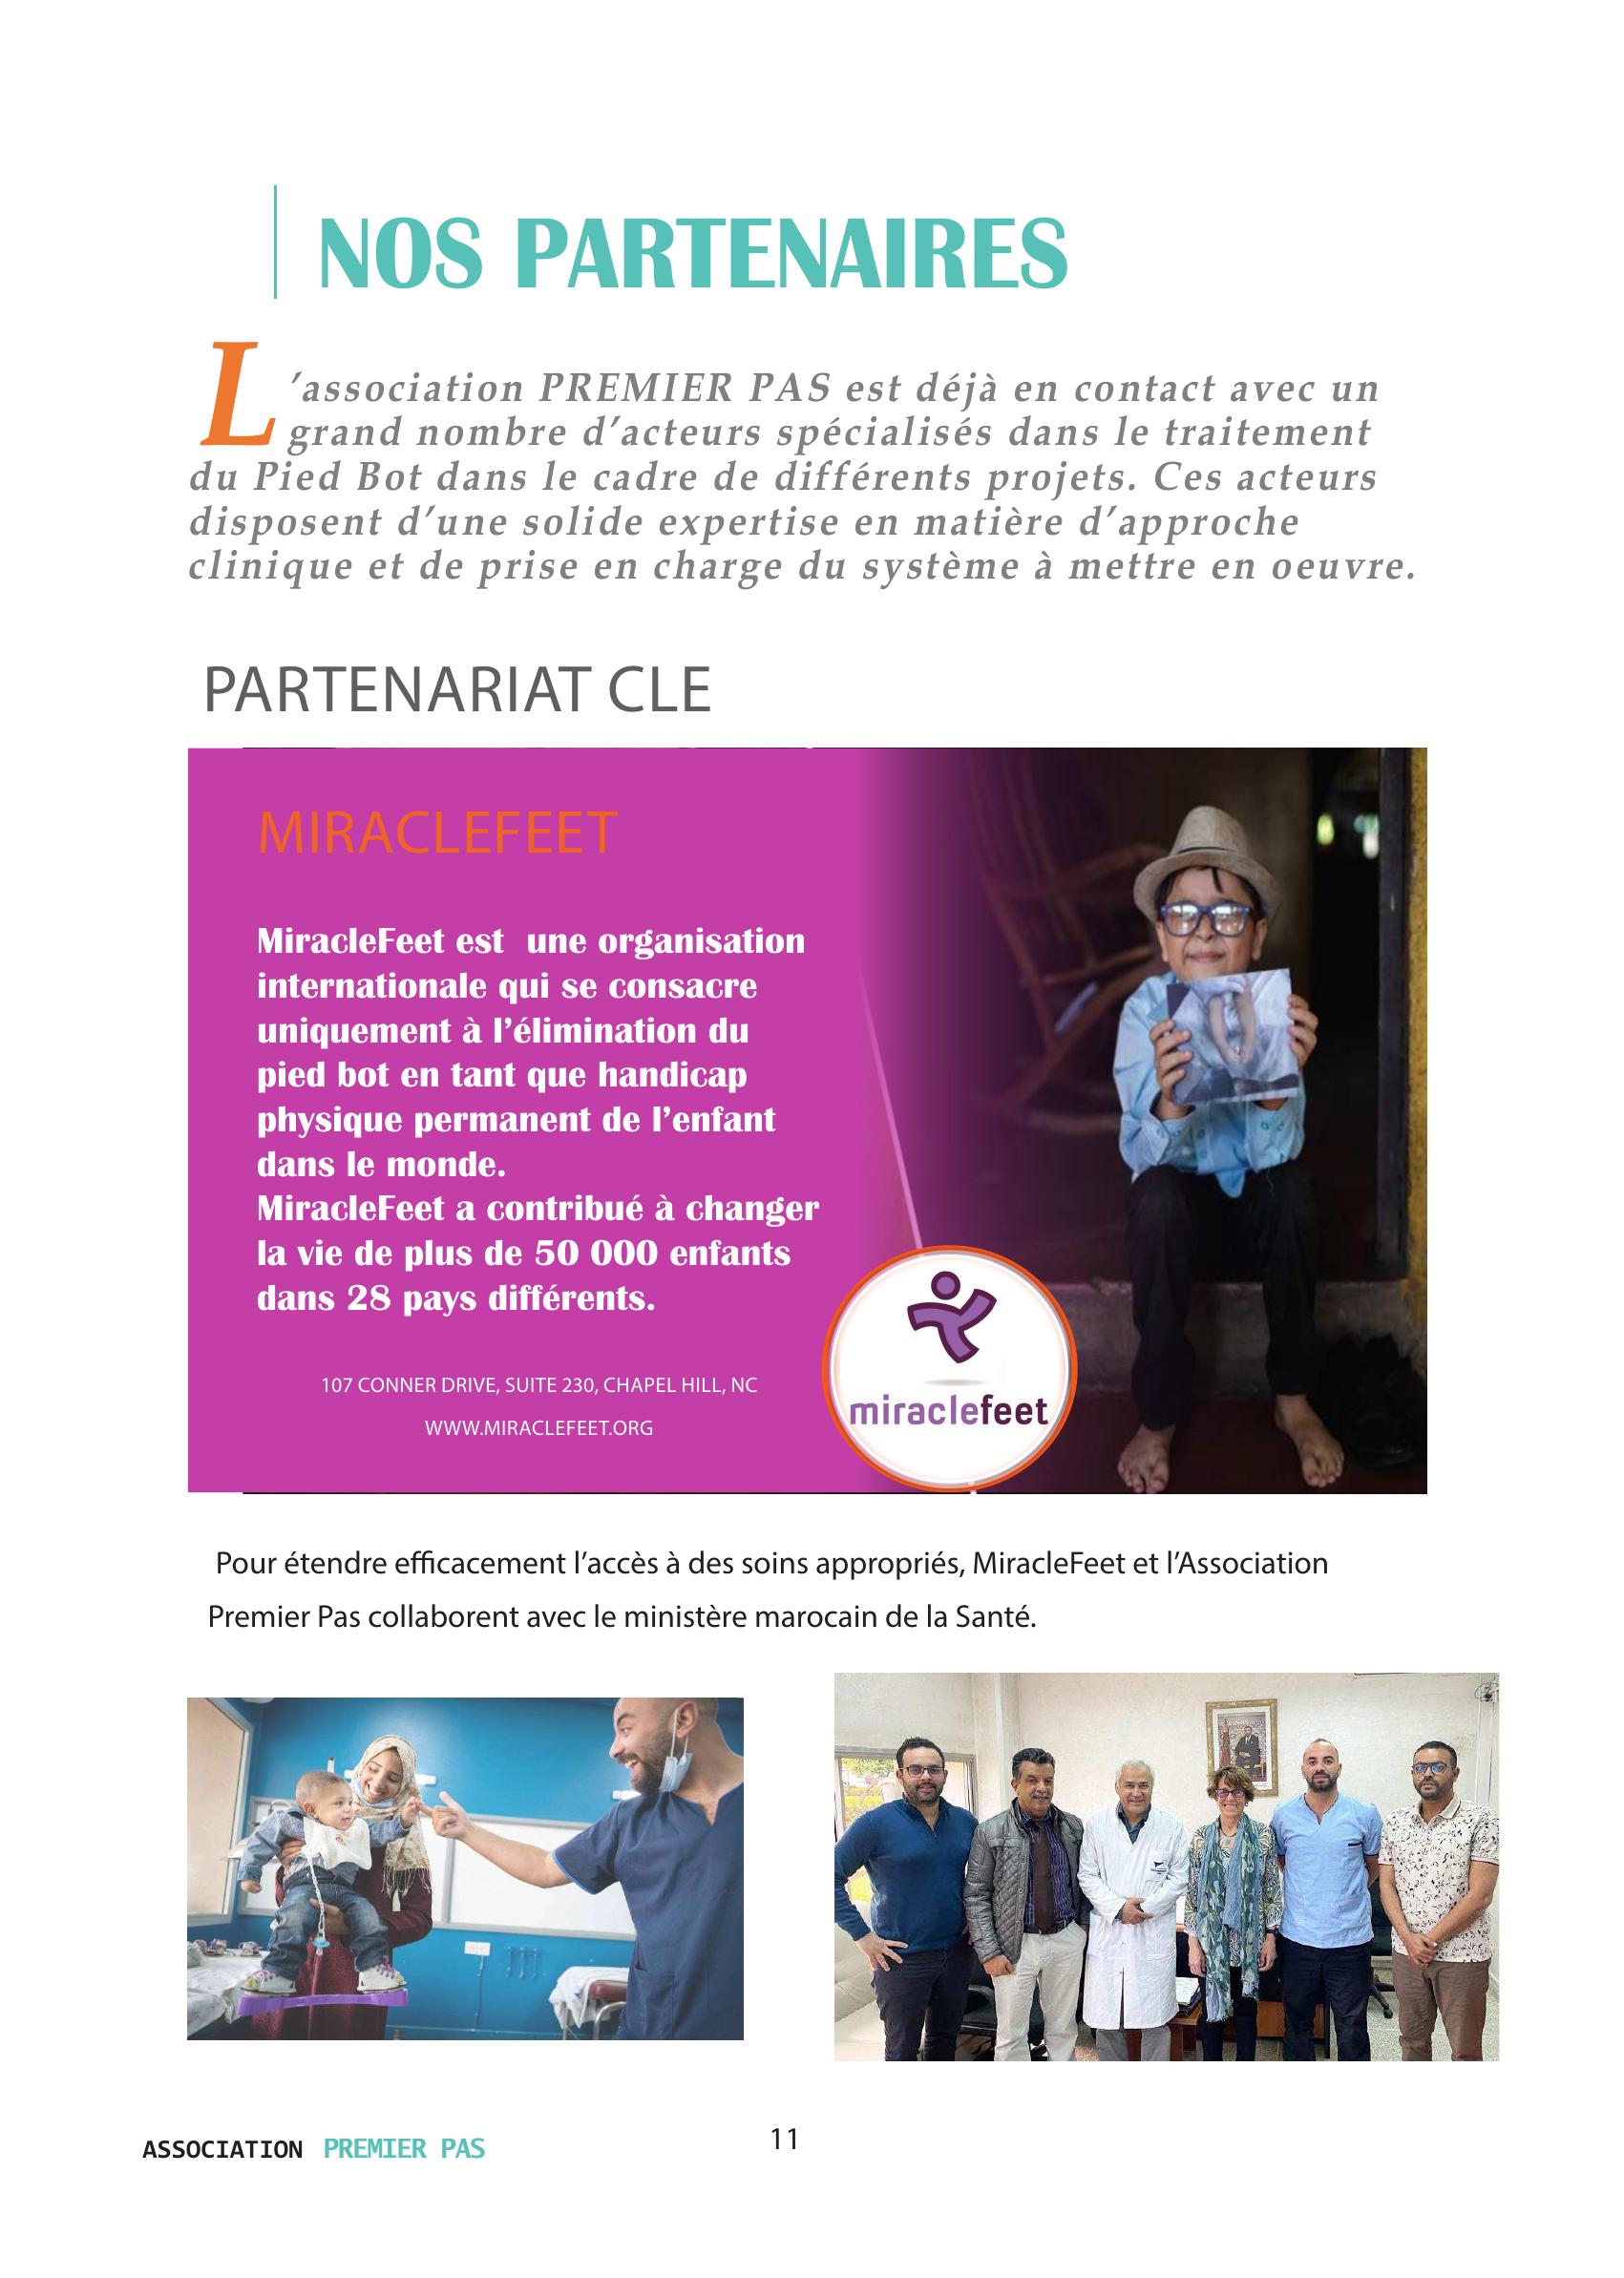 NOS PARTENAIRES
L’association PREMIER PAS est déjà en contact avec un
grand nombre d’acteurs spécialisés dans le traitement
du Pied Bot dans le cadre de différents projets. Ces acteurs
disposent d’une solide expertise en matière d’approche
clinique et de prise en charge du système à mettre en oeuvre.
PARTENARIAT CLE
MIRACLEFEET
MiracleFeet est une organisation
internationale qui se consacre
uniquement à l’élimination du
pied bot en tant que handicap
physique permanent de l’enfant
dans le monde.
MiracleFeet a contribué à changer
la vie de plus de 50 000 enfants
dans 28 pays différents.
107 CONNER DRIVE, SUITE 230, CHAPEL HILL, NC
WWW.MIRACLEFEET.ORG
miraclefeet
Pour étendre efficacement l’accès à des soins appropriés, MiracleFeet et l’Association
Premier Pas collaborent avec le ministère marocain de la Santé.
ASSOCIATION PREMIER PAS
11